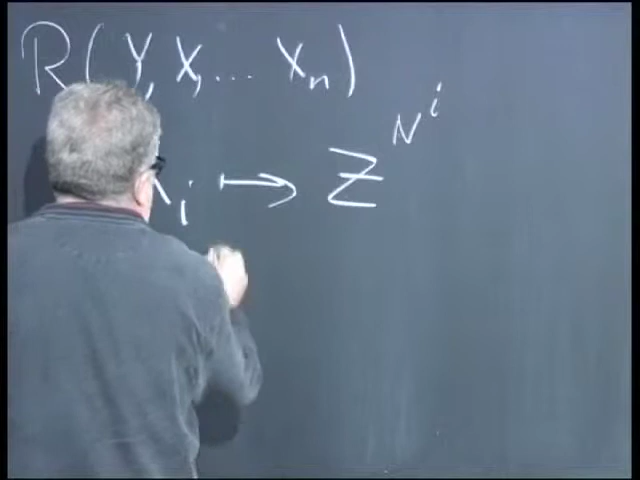 R(Y, X, ... Xn)
i ↦ Z^{N^i}